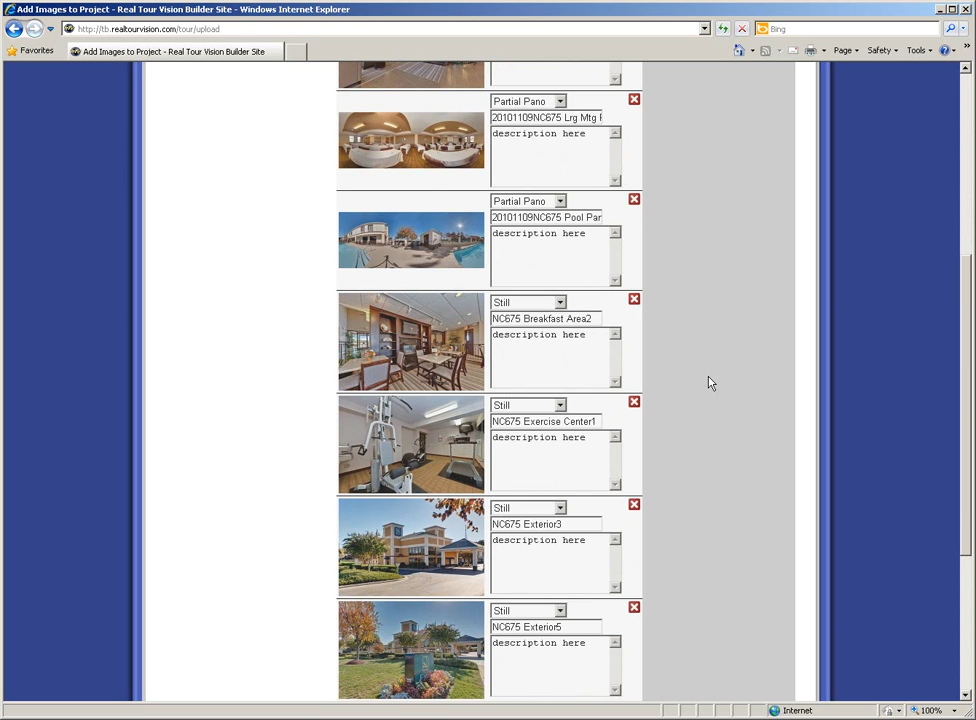 Add Images to Project - Real Tour Vision Builder Site - Windows Internet Explorer
http://tb.realtourvision.com/tour/upload
Bing
Favorites
Add Images to Project - Real Tour Vision Builder Site
Page
Safety
Tools
»
Partial Pano
20101109NC675 Lrg Mtg
description here
Partial Pano
20101109NC675 Pool Par
description here
Still
NC675 Breakfast Area2
description here
Still
NC675 Exercise Center1
description here
Still
NC675 Exterior3
description here
Still
NC675 Exterior5
description here
Internet
100%